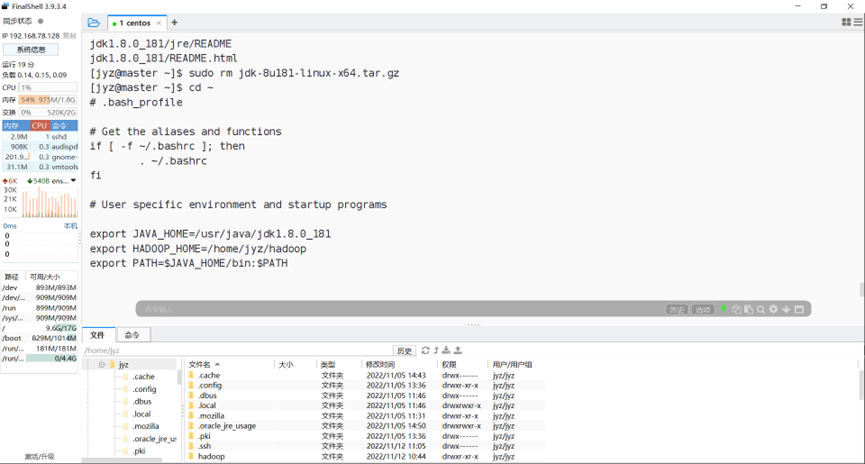 FinalShell 3.9.3.4
同步状态
IP 192.168.78.128 复制
系统信息
运行 19 分
负载 0.14, 0.15, 0.09
CPU 1%
内存 54% 975M/1.8G
交换 0% 520K/2G
内存 CPU 命令
2.9M 1 sshd
908K 0.3 audispd
201.9... 0.3 gnome-
31.1M 0.3 vmtools
6K 540B ens...
30K
21K
10K
0ms 本机
0
0
0
路径 可用/大小
/dev 893M/893M
/dev/... 909M/909M
/run 899M/909M
/sys/... 909M/909M
/ 9.6G/17G
/boot 829M/1014M
/run/... 181M/181M
/run/... 0/4.4G
激活/升级
1 centos × +
jdk1.8.0_181/jre/README
jdk1.8.0_181/README.html
[jyz@master ~]$ sudo rm jdk-8u181-linux-x64.tar.gz
[jyz@master ~]$ cd ~
# .bash_profile
# Get the aliases and functions
if [ -f ~/.bashrc ]; then
. ~/.bashrc
fi
# User specific environment and startup programs
export JAVA_HOME=/usr/java/jdk1.8.0_181
export HADOOP_HOME=/home/jyz/hadoop
export PATH=$JAVA_HOME/bin:$PATH
命令输入 历史 选项
文件 命令
/home/jyz 历史
jyz
.cache
.config
.dbus
.local
.mozilla
.oracle_jre_us
.pki
文件名 大小 类型 修改时间 权限 用户/用户组
.cache 文件夹 2022/11/05 14:43 drwx------ jyz/jyz
.config 文件夹 2022/11/05 13:36 drwxr-xr-x jyz/jyz
.dbus 文件夹 2022/11/05 11:46 drwx------ jyz/jyz
.local 文件夹 2022/11/05 11:46 drwxrwxr-x jyz/jyz
.mozilla 文件夹 2022/11/05 11:31 drwxr-xr-x jyz/jyz
.oracle_jre_usage 文件夹 2022/11/05 14:50 drwxrwxr-x jyz/jyz
.pki 文件夹 2022/11/05 13:36 drwx------ jyz/jyz
.ssh 文件夹 2022/11/12 11:05 drwx------ jyz/jyz
hadoop 文件夹 2022/11/12 10:44 drwxr-xr-x jyz/jyz